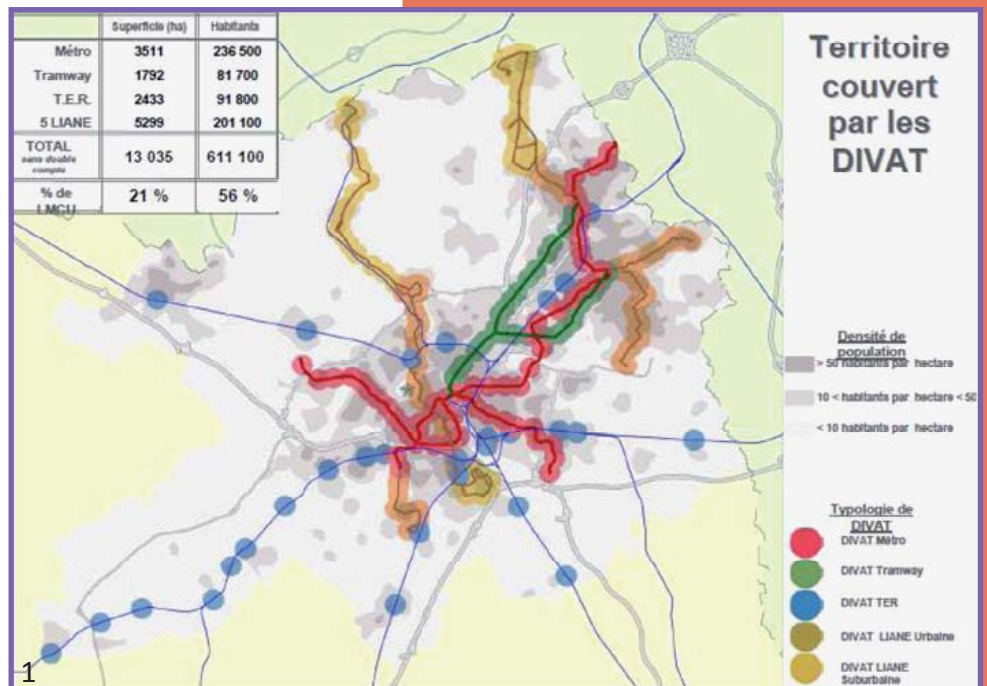 Superficie (ha) Habitants
Métro 3511 236 500
Tramway 1792 81 700
T.E.R. 2433 91 800
5 LIANE 5299 201 100
TOTAL
sans double
compte
13 035 611 100
% de
LMCU
21 % 56 %
Territoire
couvert
par les
DIVAT
Densité de
population
> 50 habitants par hectare
10 < habitants par hectare < 50
< 10 habitants par hectare
Typologie de
DIVAT
DIVAT Métro
DIVAT Tramway
DIVAT TER
DIVAT LIANE Urbaine
DIVAT LIANE
Suburbaine
1